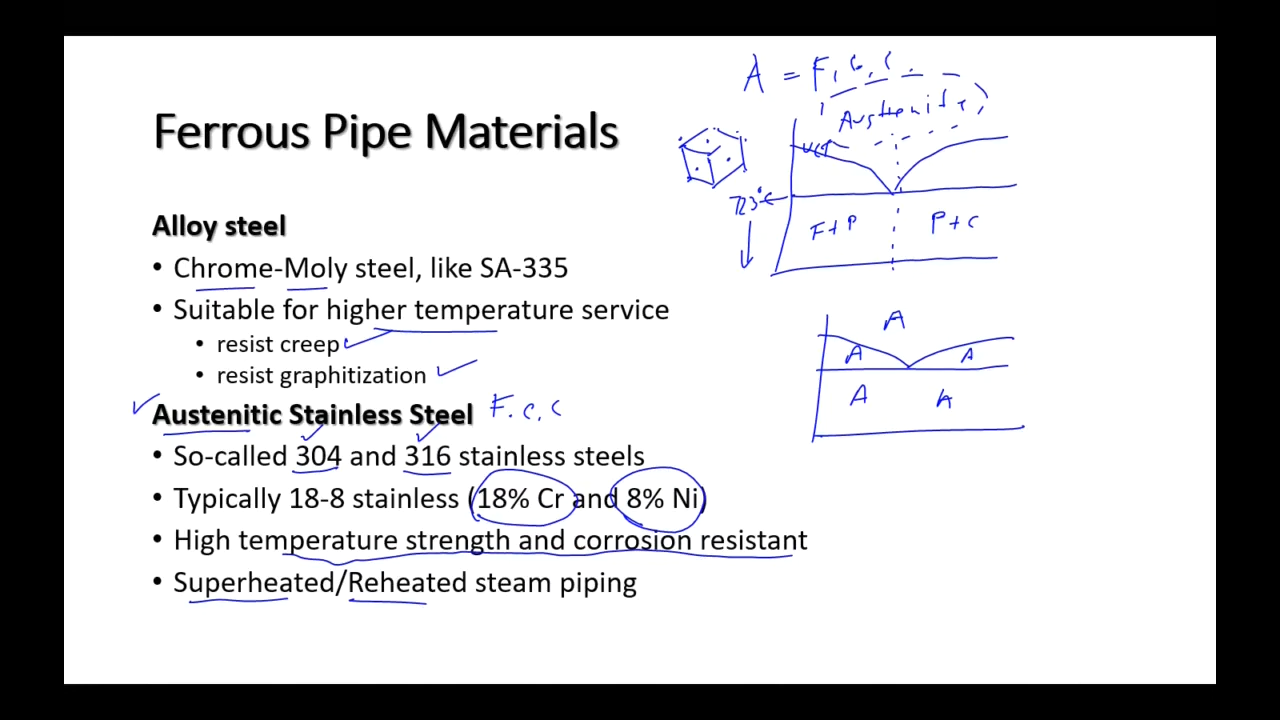 Ferrous Pipe Materials
Alloy steel
• Chrome-Moly steel, like SA-335
• Suitable for higher temperature service
• resist creep
• resist graphitization
Austenitic Stainless Steel F.C.C
• So-called 304 and 316 stainless steels
• Typically 18-8 stainless (18% Cr and 8% Ni)
• High temperature strength and corrosion resistant
• Superheated/Reheated steam piping
A = F.C.C.
Austenite
UCT
723°C
F+P P+C
A
A A
A A